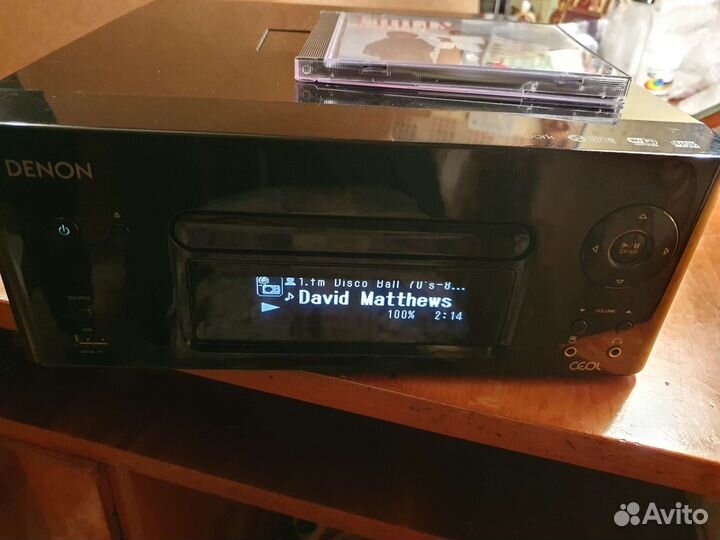 DENON
SOURCE
USB
1.fm Disco Ball 70's-8...
David Matthews
100% 2:14
ENTER
VOLUME
CEOL
Avito